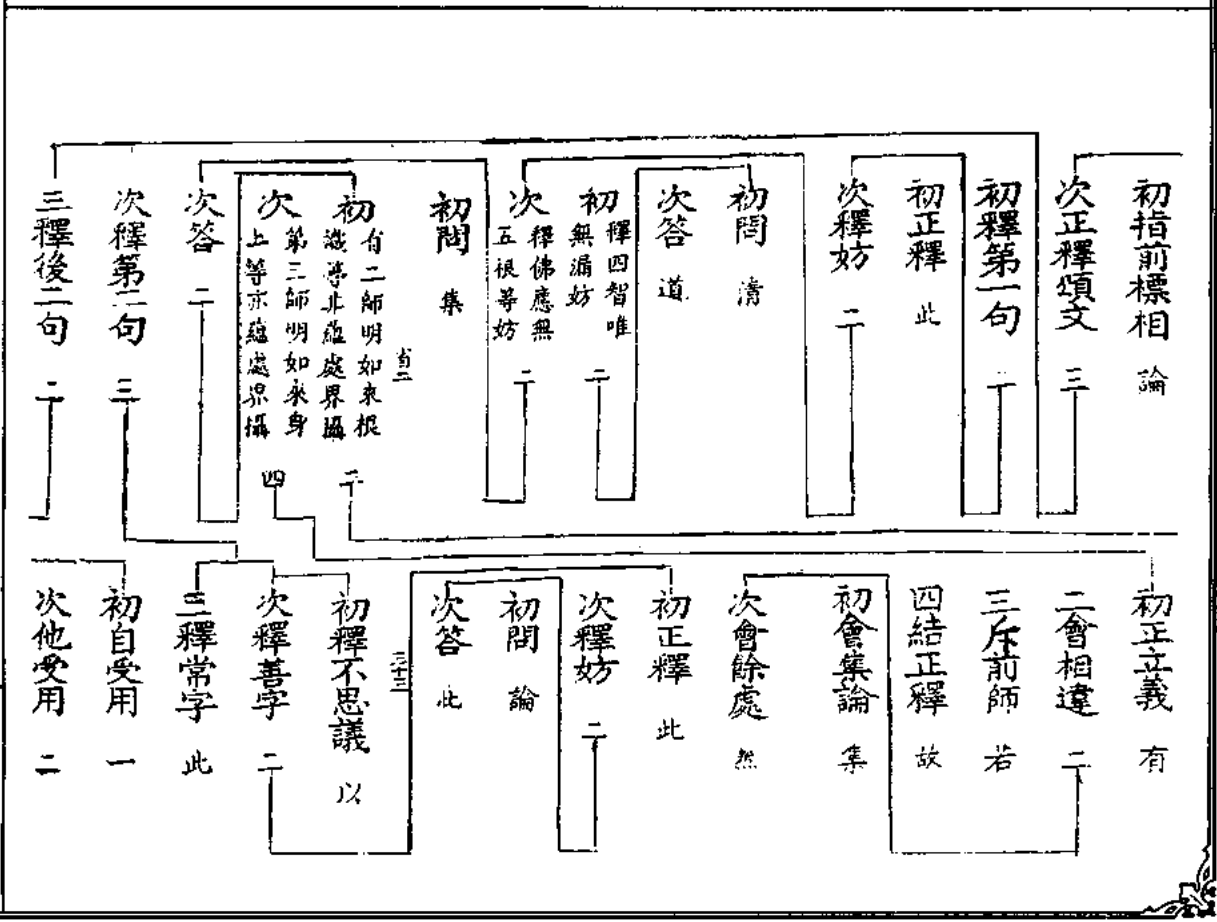 初指前標相 論
次正釋頌文 三
初釋第一句 二
初正釋 此
次釋妨 二
初問 清
次答 道
初釋四智唯無漏妨 二
次釋佛應無五根等妨 二
初問 集
次答 二
初有二師明如來根識等非蘊處界攝 二
次第三師明如來身上等亦蘊處界攝 四
次釋第二句 三
三釋後二句 二
初正立義 有
二會相違 二
三斥前師 若
四結正釋 故
初會集論 集
次會餘處 然
初正釋 此
次釋妨 二
初問 論
次答 此
初釋不思議 以
次釋善字 二
三釋常字 此
初自受用 一
次他受用 二